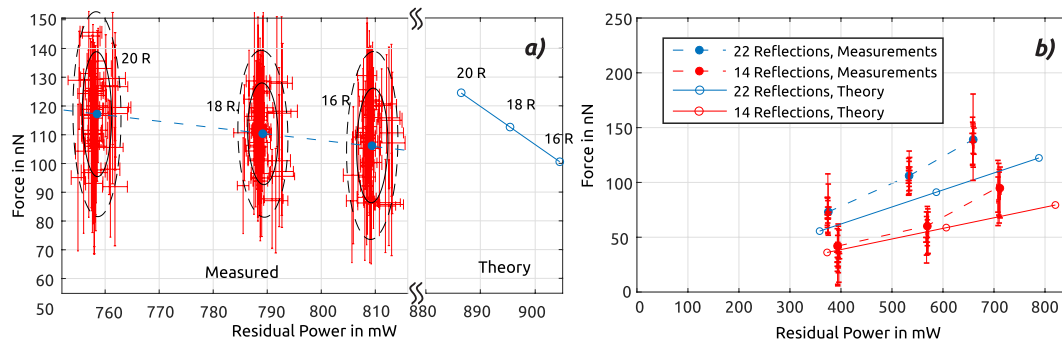 150
140
130
120
110
100
90
80
70
60
50
Force in nN
760
770
780
790
800
880
890
900
Residual Power in mW
20 R
18 R
16 R
Measured
a)
20 R
18 R
16 R
Theory
250
200
150
100
50
0
Force in nN
0
100
200
300
400
500
600
700
800
Residual Power in mW
b)
22 Reflections, Measurements
14 Reflections, Measurements
22 Reflections, Theory
14 Reflections, Theory